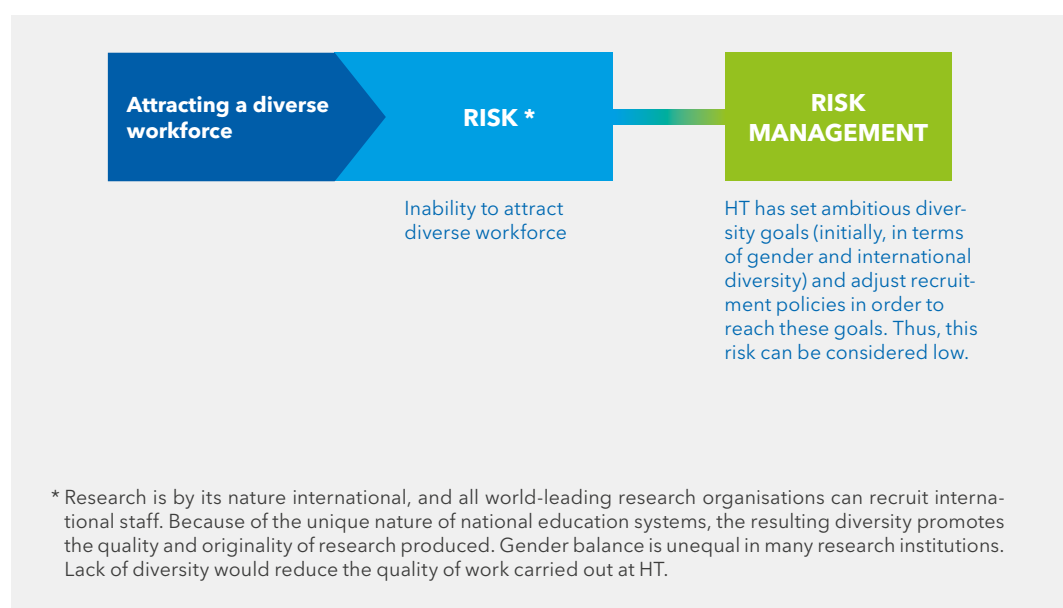 Attracting a diverse
workforce
RISK *
RISK
MANAGEMENT
Inability to attract
diverse workforce
HT has set ambitious diver-
sity goals (initially, in terms
of gender and international
diversity) and adjust recruit-
ment policies in order to
reach these goals. Thus, this
risk can be considered low.
* Research is by its nature international, and all world-leading research organisations can recruit interna-
tional staff. Because of the unique nature of national education systems, the resulting diversity promotes
the quality and originality of research produced. Gender balance is unequal in many research institutions.
Lack of diversity would reduce the quality of work carried out at HT.